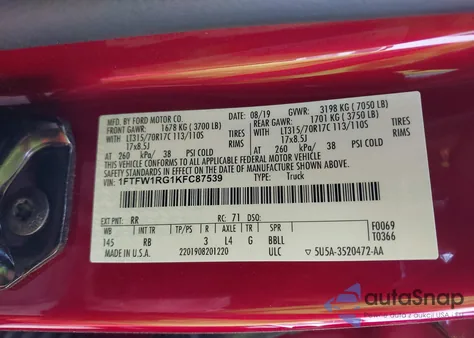 MFD. BY FORD MOTOR CO. 08/19 GVWR: 3198 KG (7050 LB)
FRONT GAWR: 1678 KG (3700 LB) REAR GAWR: 1701 KG (3750 LB)
WITH WITH
LT315/70R17C 113/110S TIRES LT315/70R17C 113/110S TIRES
17x8.5J RIMS 17x8.5J RIMS
AT 260 kPa/ 38 PSI COLD AT 260 kPa/ 38 PSI COLD
THIS VEHICLE CONFORMS TO ALL APPLICABLE FEDERAL MOTOR VEHICLE
SAFETY STANDARDS IN EFFECT ON THE DATE OF MANUFACTURE SHOWN ABOVE.
VIN: 1FTFW1RG1KFC87539 TYPE: Truck
EXT PNT: RR RC: 71 DSO: F0069
WB INT TR TP/PS R AXLE TR SPR T0366
145 RB 3 L4 G BBLL
MADE IN U.S.A. 2201908201220 ULC 5U5A-3520472-AA
autoSnap